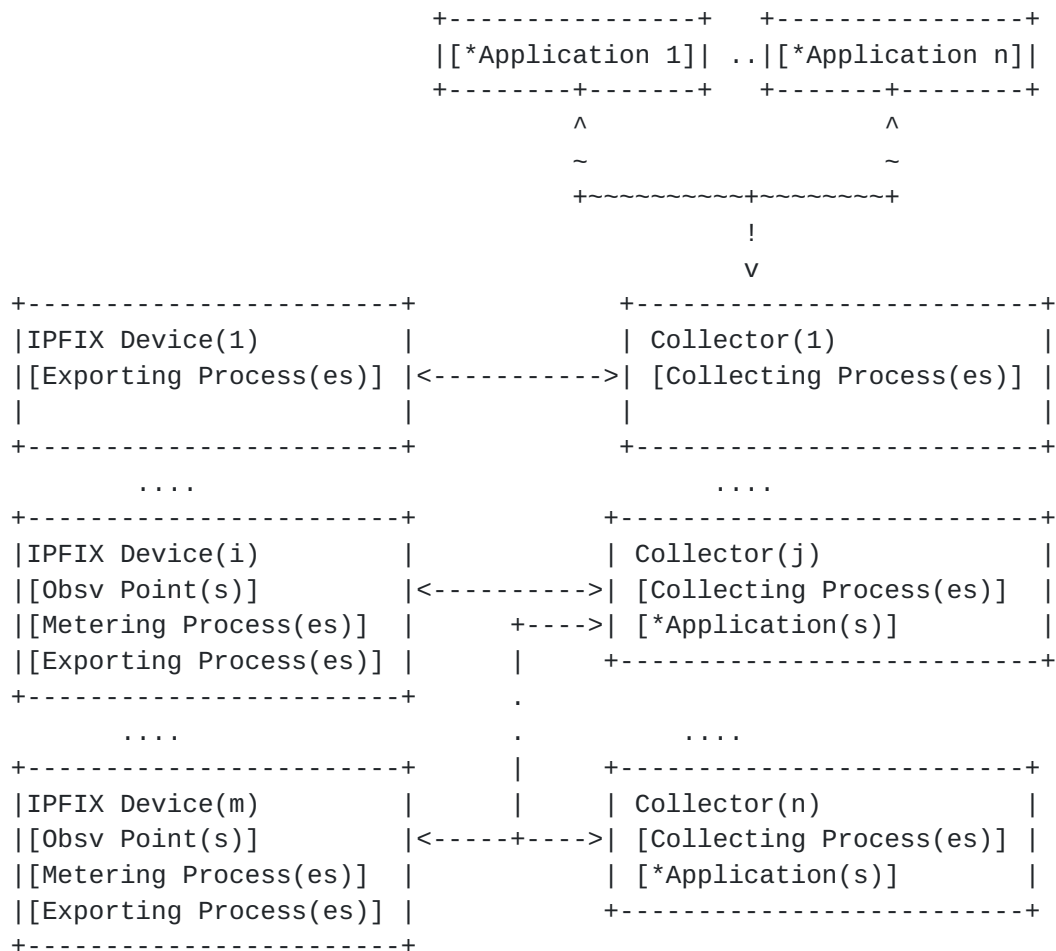 +----------------+   +----------------+
                           |[*Application 1]| ..|[*Application n]|
                           +--------+-------+   +-------+--------+
                                    ^                   ^
                                    ~                   ~
                                    +~~~~~~~~~~+~~~~~~~~+
                                               !
                                               v
+------------------------+             +--------------------------+
|IPFIX Device(1)         |             | Collector(1)             |
|[Exporting Process(es)] |<----------->| [Collecting Process(es)] |
|                        |             |                          |
+------------------------+             +--------------------------+
        ....                                 ....
+------------------------+            +---------------------------+
|IPFIX Device(i)         |            | Collector(j)              |
|[Obsv Point(s)]         |<---------->| [Collecting Process(es)]  |
|[Metering Process(es)]  |      +---->| [*Application(s)]         |
|[Exporting Process(es)] |      |     +---------------------------+
+------------------------+      .
       ....                     .          ....
+------------------------+      |     +--------------------------+
|IPFIX Device(m)         |      |     | Collector(n)             |
|[Obsv Point(s)]         |<-----+---->| [Collecting Process(es)] |
|[Metering Process(es)]  |            | [*Application(s)]        |
|[Exporting Process(es)] |            +--------------------------+
+------------------------+